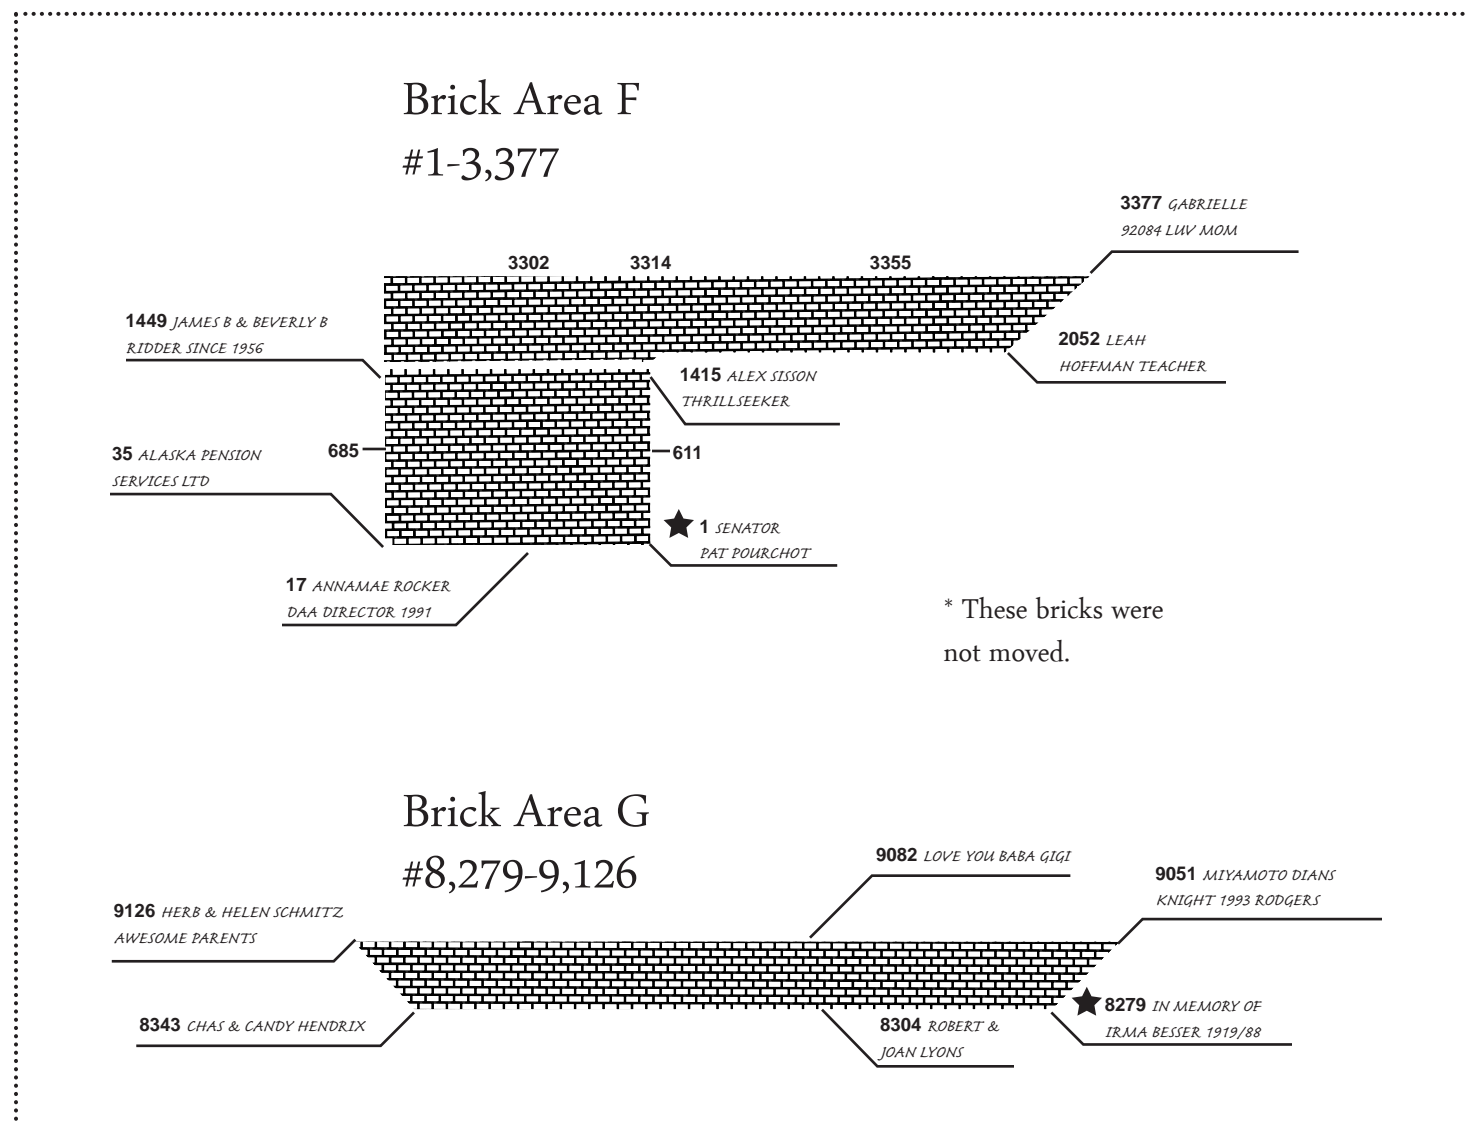 Brick Area F
#1-3,377
3377 GABRIELLE
92084 LUV MOM
3302 3314 3355
1449 JAMES B & BEVERLY B
RIDDER SINCE 1956
2052 LEAH
HOFFMAN TEACHER
1415 ALEX SISSON
THRILLSEEKER
35 ALASKA PENSION
SERVICES LTD
685
611
1 SENATOR
PAT POURCHOT
17 ANNAMAE ROCKER
DAA DIRECTOR 1991
* These bricks were
not moved.
Brick Area G
#8,279-9,126
9082 LOVE YOU BABA GIGI
9051 MIYAMOTO DIANS
KNIGHT 1993 RODGERS
9126 HERB & HELEN SCHMITZ
AWESOME PARENTS
8343 CHAS & CANDY HENDRIX
8304 ROBERT &
JOAN LYONS
8279 IN MEMORY OF
IRMA BESSER 1919/88